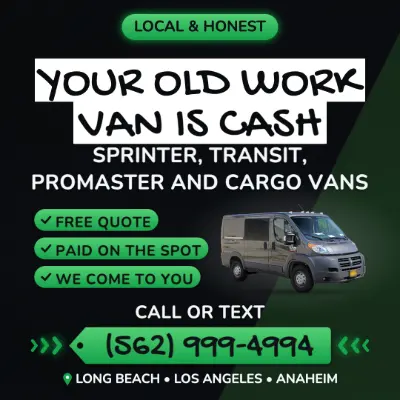 LOCAL & HONEST
YOUR OLD WORK
VAN IS CASH
SPRINTER, TRANSIT,
PROMASTER AND CARGO VANS
FREE QUOTE
PAID ON THE SPOT
WE COME TO YOU
CALL OR TEXT
(562) 999-4994
LONG BEACH • LOS ANGELES • ANAHEIM